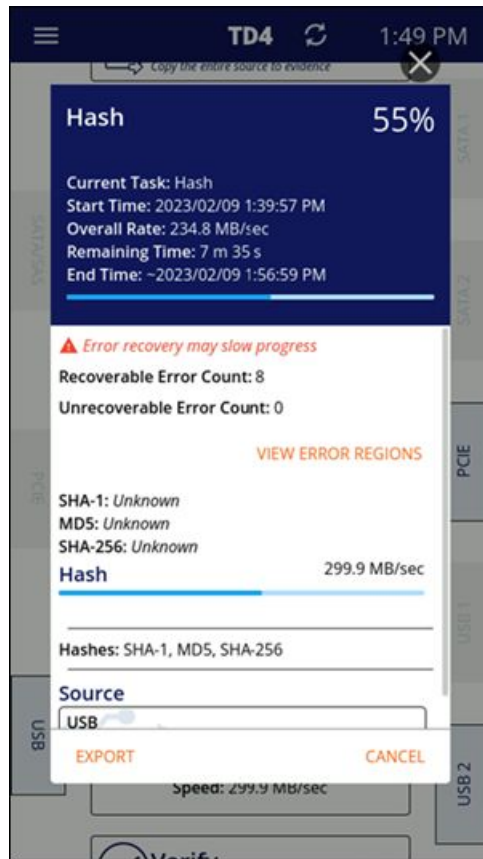 TD4
1:49 PM
Copy the entire source to evidence
Hash
55%
Current Task: Hash
Start Time: 2023/02/09 1:39:57 PM
Overall Rate: 234.8 MB/sec
Remaining Time: 7 m 35 s
End Time: ~2023/02/09 1:56:59 PM
Error recovery may slow progress
Recoverable Error Count: 8
Unrecoverable Error Count: 0
VIEW ERROR REGIONS
SHA-1: Unknown
MD5: Unknown
SHA-256: Unknown
Hash
299.9 MB/sec
Hashes: SHA-1, MD5, SHA-256
Source
USB
EXPORT
CANCEL
Speed: 299.9 MB/sec
Verify
SATA/SAS
PCIE
USB
SATA 1
SATA 2
PCIE
USB 1
USB 2